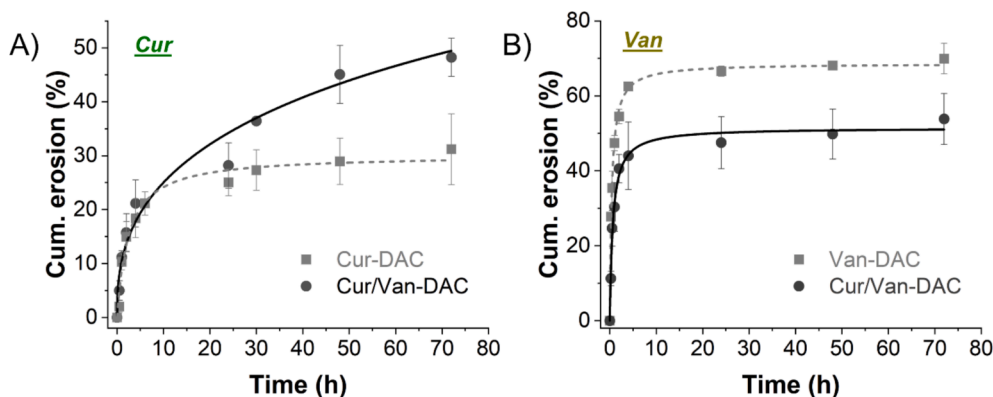 A)
Cur
Cum. erosion (%)
50
40
30
20
10
0
Cur-DAC
Cur/Van-DAC
0 10 20 30 40 50 60 70 80
Time (h)
B)
Van
Cum. erosion (%)
80
60
40
20
0
Van-DAC
Cur/Van-DAC
0 10 20 30 40 50 60 70 80
Time (h)